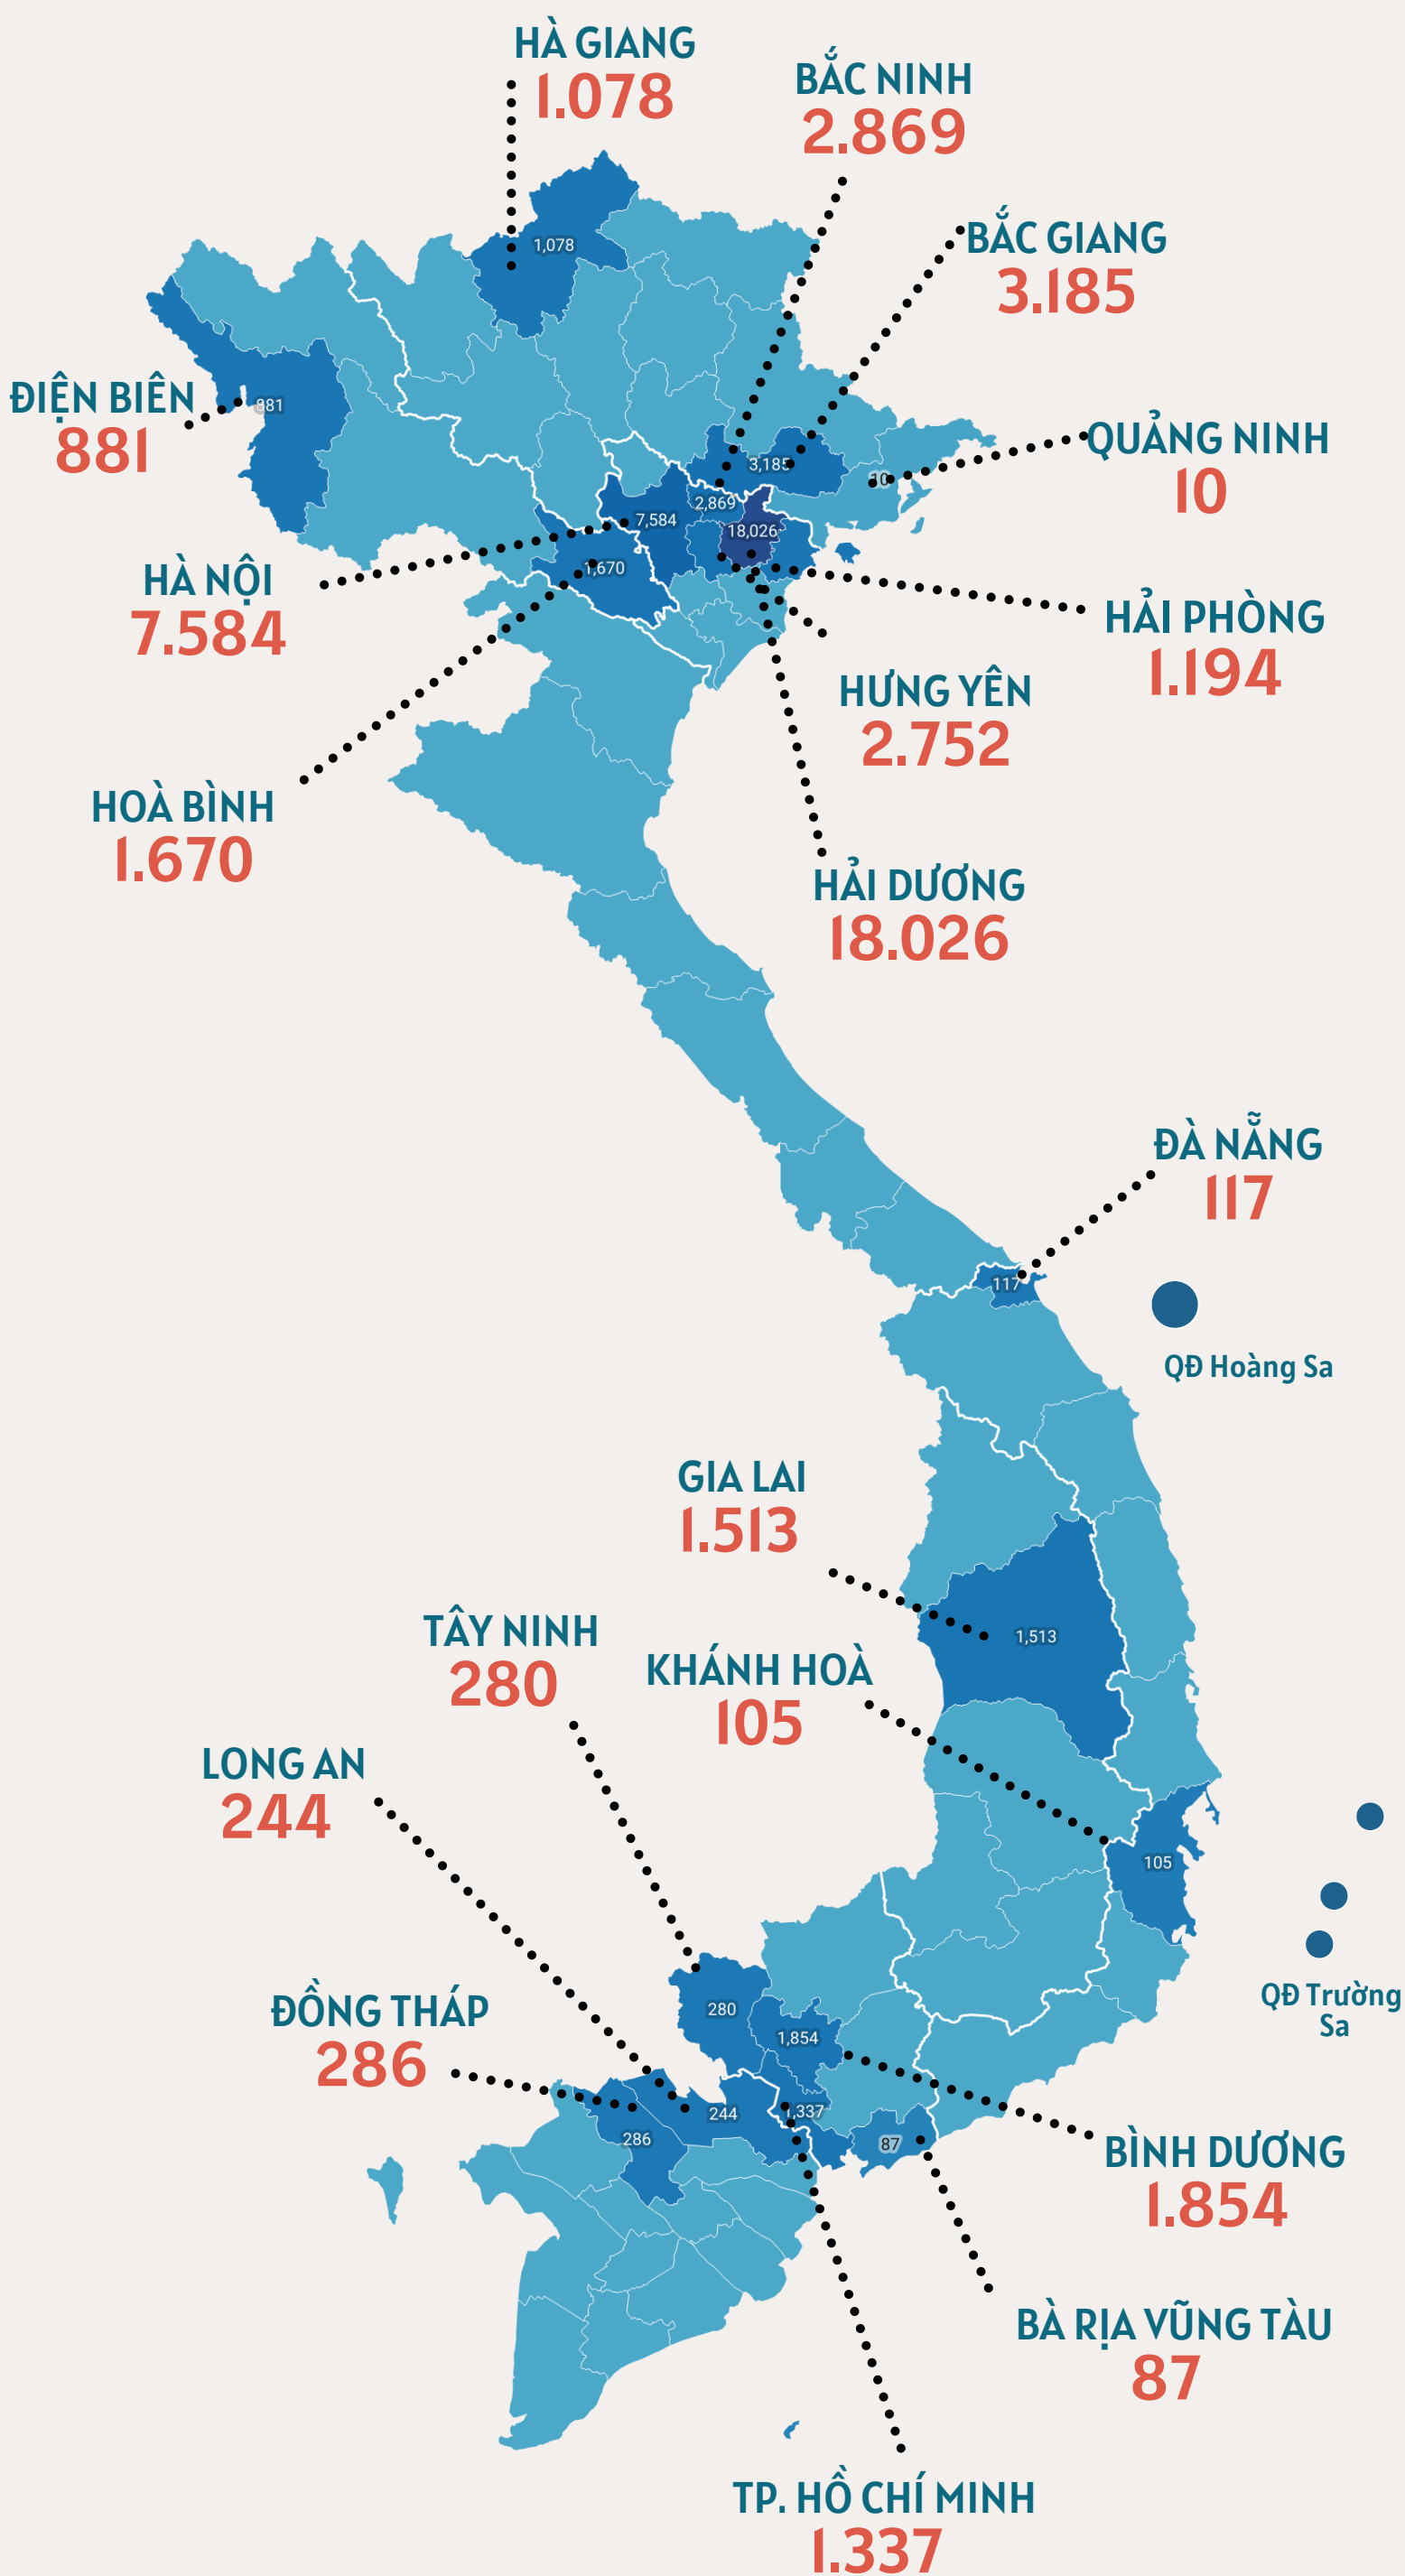 HÀ GIANG
1.078
BẮC NINH
2.869
1,078
BẮC GIANG
3.185
ĐIỆN BIÊN
881
881
QUẢNG NINH
10
3,185
10
2,869
7,584
18,026
1,670
HÀ NỘI
7.584
HẢI PHÒNG
1.194
HƯNG YÊN
2.752
HOÀ BÌNH
1.670
HẢI DƯƠNG
18.026
ĐÀ NẴNG
117
117
QĐ Hoàng Sa
GIA LAI
1.513
1,513
TÂY NINH
280
KHÁNH HOÀ
105
LONG AN
244
105
ĐỒNG THÁP
286
280
1,854
QĐ Trường
Sa
244
1,337
286
87
BÌNH DƯƠNG
1.854
BÀ RỊA VŨNG TÀU
87
TP. HỒ CHÍ MINH
1.337